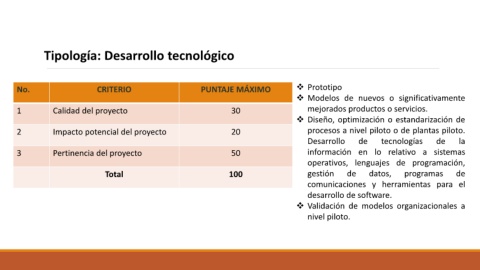 Tipología: Desarrollo tecnológico
No. CRITERIO PUNTAJE MÁXIMO
1 Calidad del proyecto 30
2 Impacto potencial del proyecto 20
3 Pertinencia del proyecto 50
Total 100
❖ Prototipo
❖ Modelos de nuevos o significativamente
mejorados productos o servicios.
❖ Diseño, optimización o estandarización de
procesos a nivel piloto o de plantas piloto.
Desarrollo de tecnologías de la
información en lo relativo a sistemas
operativos, lenguajes de programación,
gestión de datos, programas de
comunicaciones y herramientas para el
desarrollo de software.
❖ Validación de modelos organizacionales a
nivel piloto.